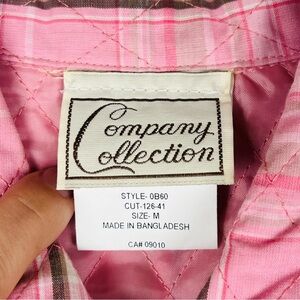 Company
Collection
STYLE- 0B60
CUT-126-41
SIZE- M
MADE IN BANGLADESH
CA# 09010